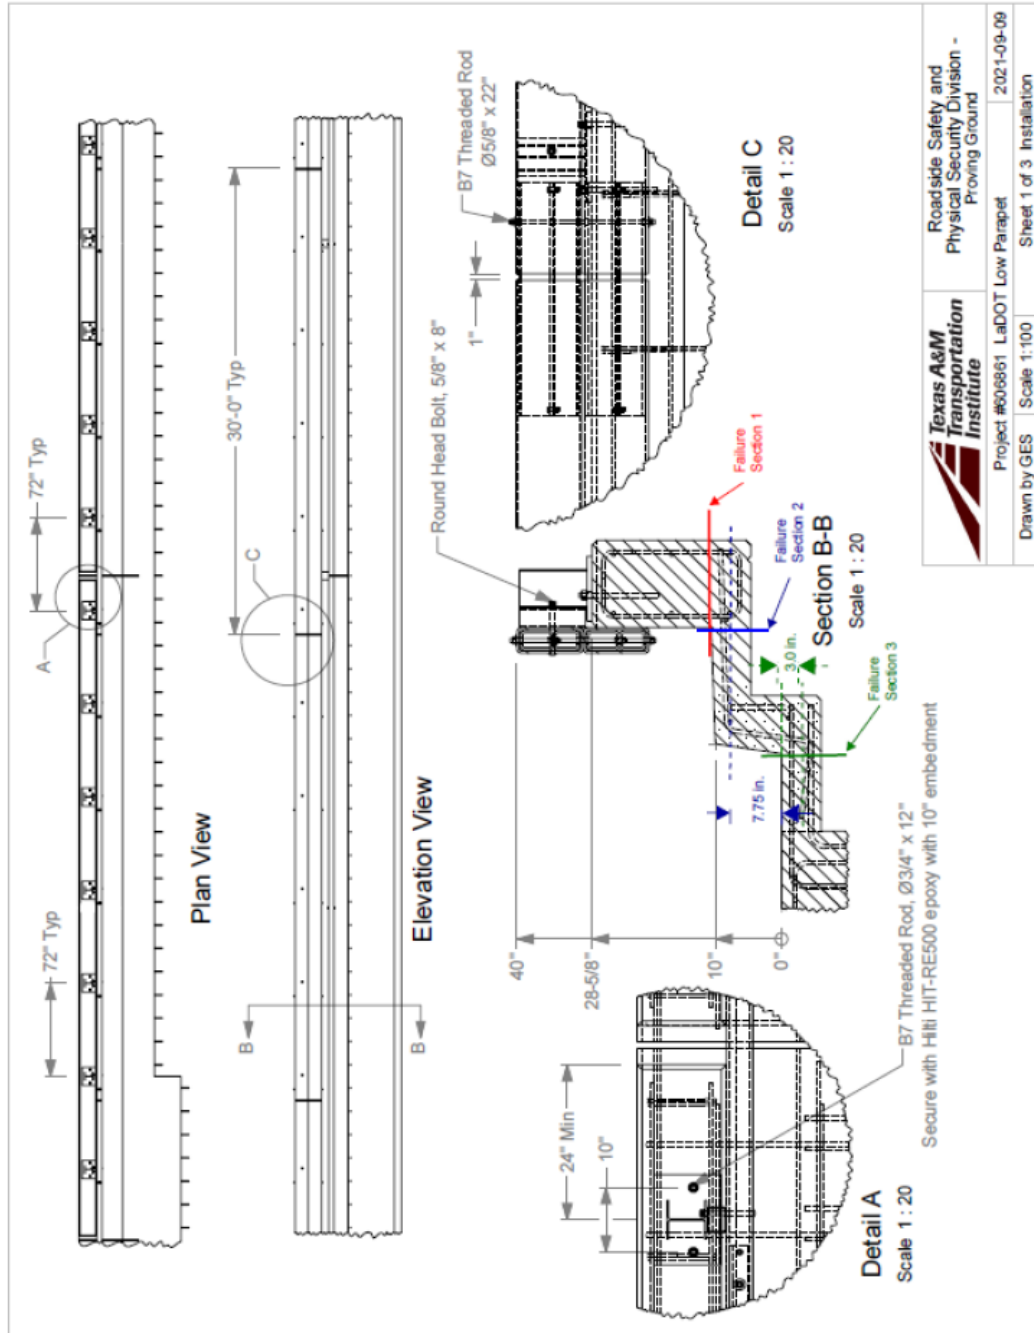 72" Typ
A
72" Typ
Plan View
30'-0" Typ
C
B
B
Elevation View
B7 Threaded Rod
Ø5/8" x 22"
1"
Detail C
Scale 1 : 20
Round Head Bolt, 5/8" x 8"
Failure
Section 1
Failure
Section 2
Section B-B
Scale 1 : 20
3.0 in.
Failure
Section 3
7.75 in.
40"
28-5/8"
10"
0"
B7 Threaded Rod, Ø3/4" x 12"
Secure with Hilti HIT-RE500 epoxy with 10" embedment
24" Min
10"
Detail A
Scale 1 : 20
Texas A&M
Transportation
Institute
Roadside Safety and
Physical Security Division -
Proving Ground
Project #606861 LaDOT Low Parapet
2021-09-09
Drawn by GES
Scale 1:100
Sheet 1 of 3 Installation